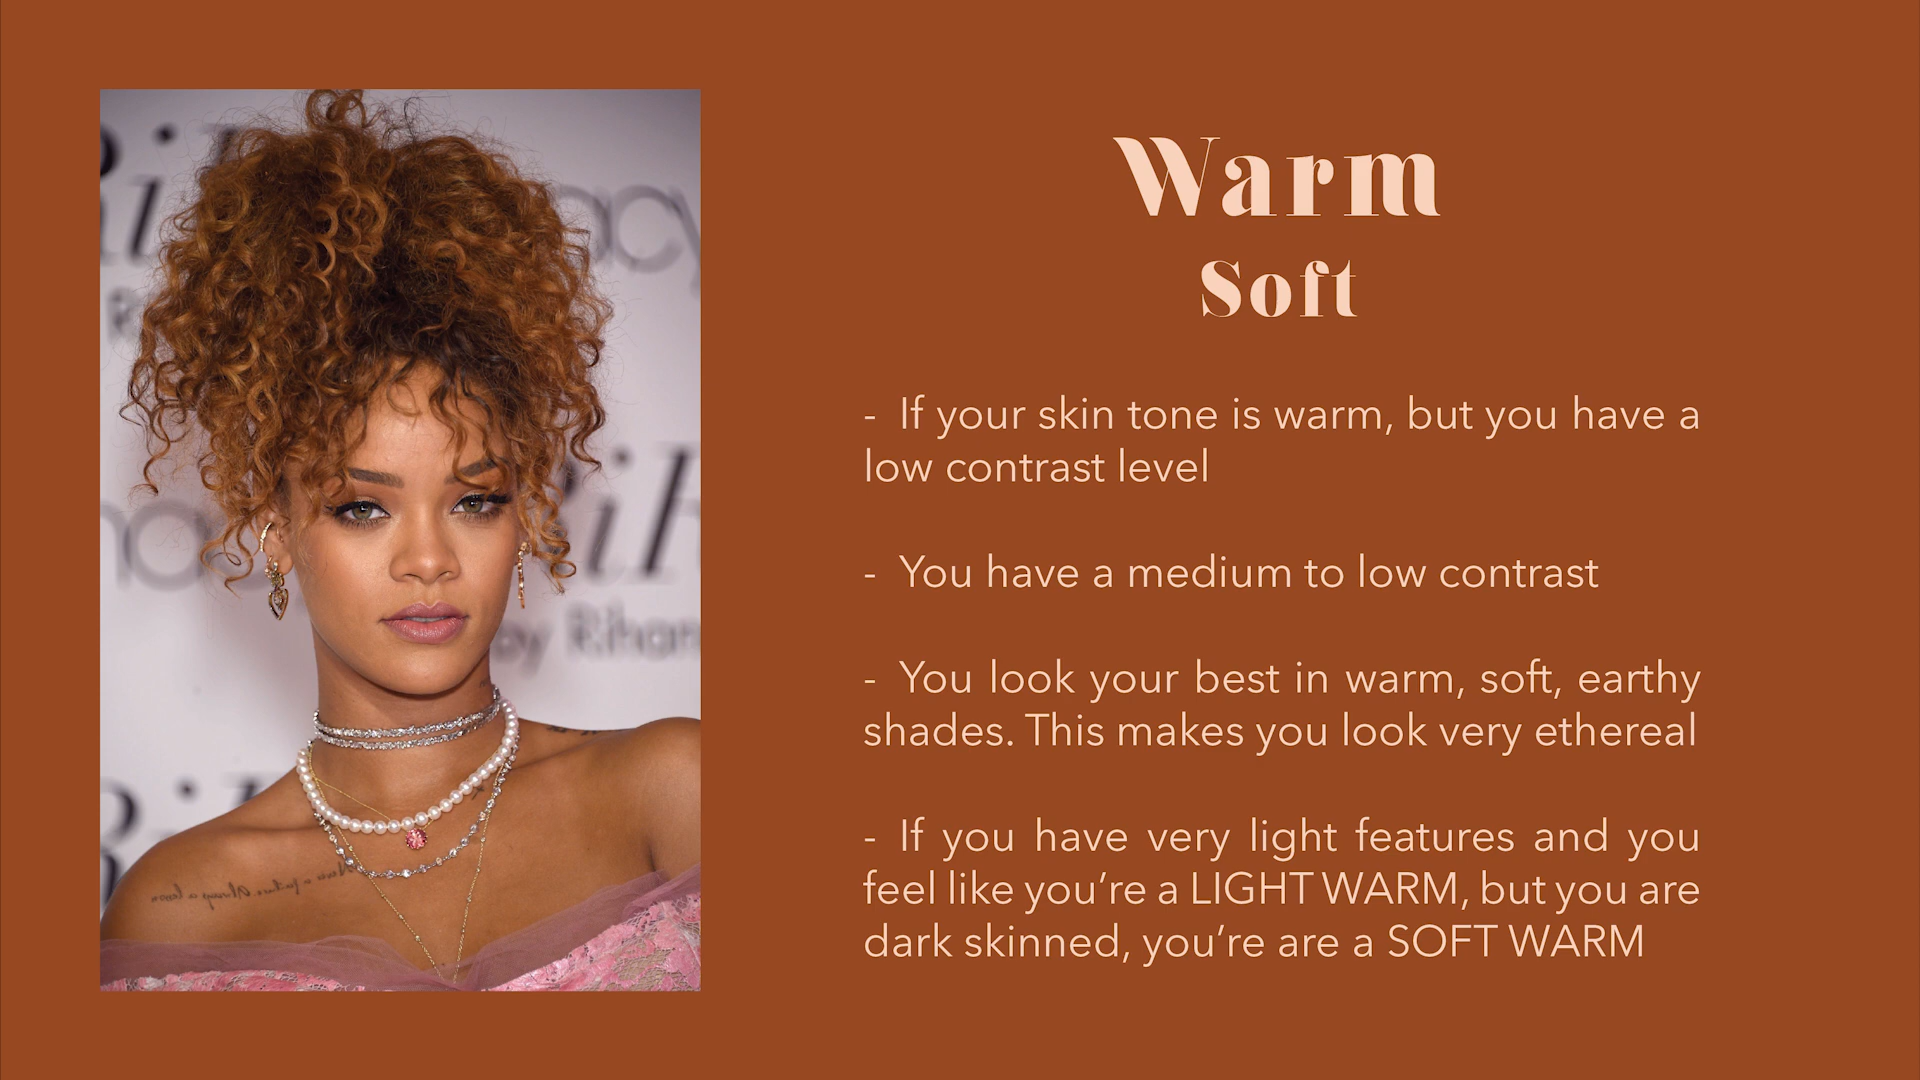 Warm
Soft
- If your skin tone is warm, but you have a
low contrast level
- You have a medium to low contrast
- You look your best in warm, soft, earthy
shades. This makes you look very ethereal
- If you have very light features and you
feel like you're a LIGHT WARM, but you are
dark skinned, you're are a SOFT WARM